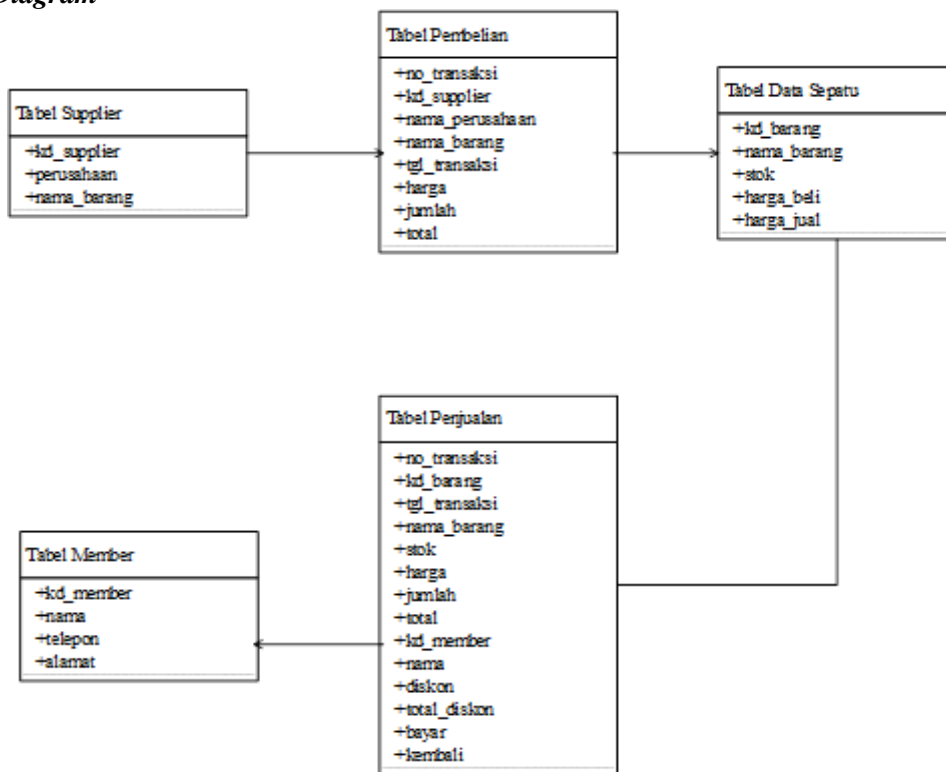 Diagram
Tabel Supplier
+kd_supplier
+perusahaan
+nama_barang
Tabel Pembelian
+no_transaksi
+kd_supplier
+nama_perusahaan
+nama_barang
+tgl_transaksi
+harga
+jumlah
+total
Tabel Data Sepatu
+kd_barang
+nama_barang
+stok
+harga_beli
+harga_jual
Tabel Member
+kd_member
+nama
+telepon
+alamat
Tabel Penjualan
+no_transaksi
+kd_barang
+tgl_transaksi
+nama_barang
+stok
+harga
+jumlah
+total
+kd_member
+nama
+diskon
+total_diskon
+bayar
+kembali